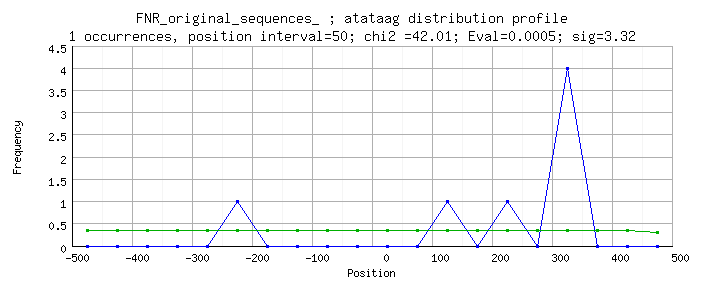 FNR_original_sequences_ ; atataag distribution profile
1 occurrences, position interval=50; chi2 =42.01; Eval=0.0005; sig=3.32
4.5
4
3.5
3
2.5
2
1.5
1
0.5
0
Frequency
-500 -400 -300 -200 -100 0 100 200 300 400 500
Position